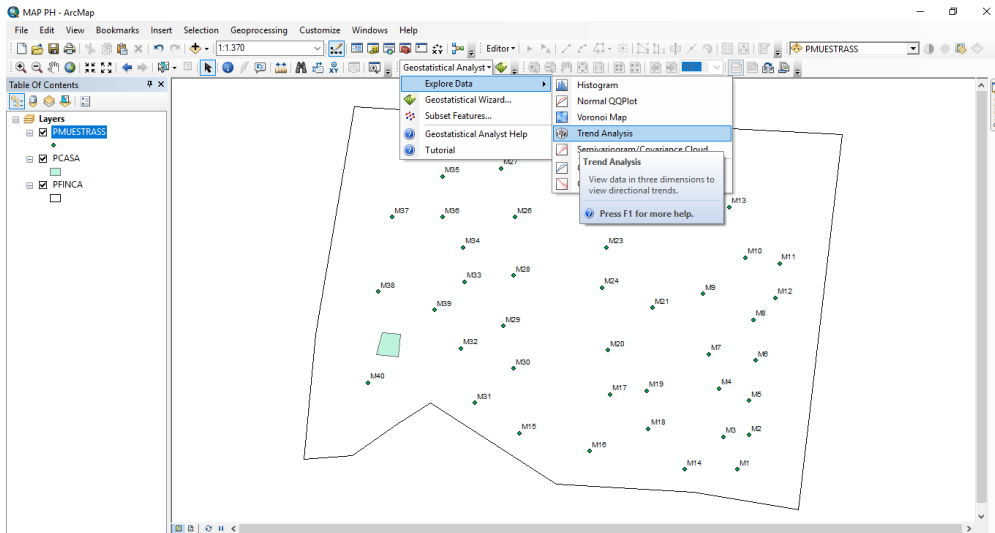 MAP PH - ArcMap
File Edit View Bookmarks Insert Selection Geoprocessing Customize Windows Help
1:1.370
Editor
PMUESTRASS
Geostatistical Analyst
Table Of Contents
Layers
PMUESTRASS
PCASA
PFINCA
Explore Data
Geostatistical Wizard...
Subset Features...
Geostatistical Analyst Help
Tutorial
Histogram
Normal QQPlot
Voronoi Map
Trend Analysis
Semivariogram/Covariance Cloud
Trend Analysis
View data in three dimensions to
view directional trends.
Press F1 for more help.
M27
M35
M13
M37 M36 M26
M34 M23
M10 M11
M33 M28
M38 M24 M9 M12
M39 M21
M8
M29
M32 M20 M7 M6
M30
M40
M17 M19 M4 M5
M31
M15 M18 M3 M2
M16
M14 M1